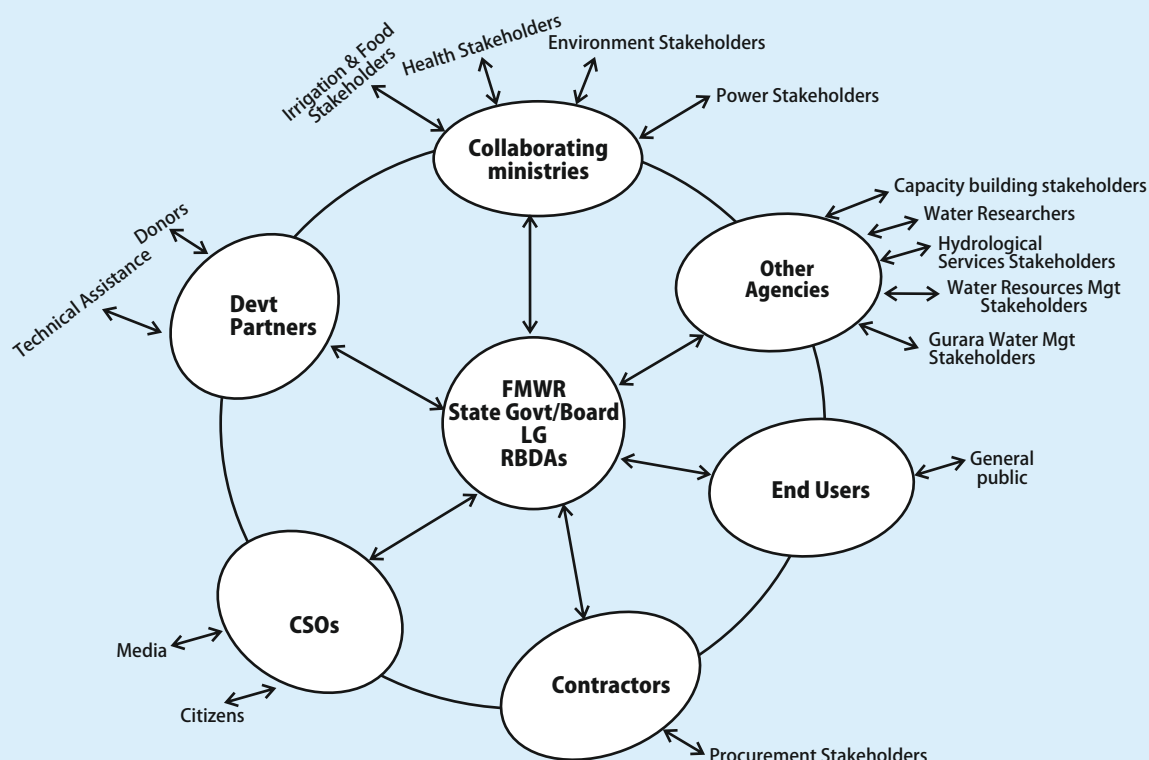 Irrigation & Food
Stakeholders
Health Stakeholders
Environment Stakeholders
Power Stakeholders
Collaborating
ministries
Capacity building stakeholders
Water Researchers
Hydrological
Services Stakeholders
Water Resources Mgt
Stakeholders
Gurara Water Mgt
Stakeholders
Other
Agencies
Donors
Technical Assistance
Devt
Partners
FMWR
State Govt/Board
LG
RBDAs
End Users
General
public
CSOs
Media
Citizens
Contractors
Procurement Stakeholders